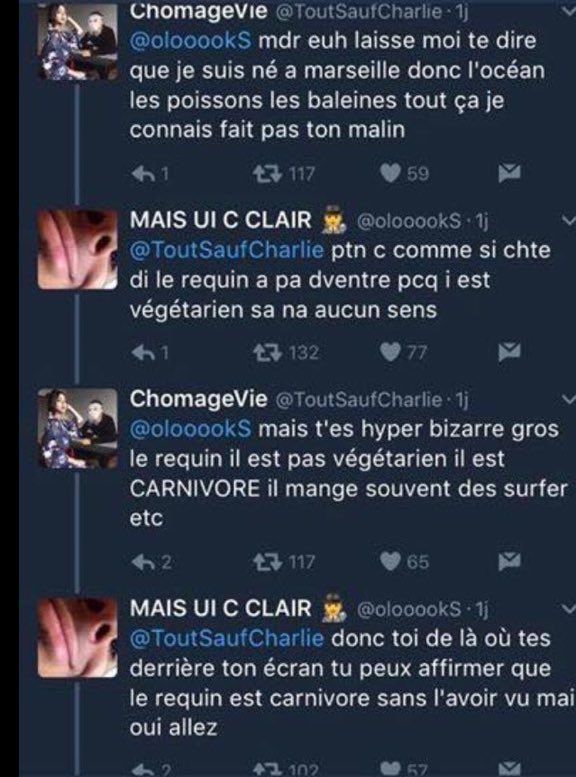 ChomageVie @ToutSaufCharlie · 1j
@olooookS mdr euh laisse moi te dire
que je suis né a marseille donc l'océan
les poissons les baleines tout ça je
connais fait pas ton malin
1 117 59
MAIS UI C CLAIR @olooookS · 1j
@ToutSaufCharlie ptn c comme si chte
di le requin a pa dventre pcq i est
végétarien sa na aucun sens
1 132 77
ChomageVie @ToutSaufCharlie · 1j
@olooookS mais t'es hyper bizarre gros
le requin il est pas végétarien il est
CARNIVORE il mange souvent des surfer
etc
2 117 65
MAIS UI C CLAIR @olooookS · 1j
@ToutSaufCharlie donc toi de là où tes
derrière ton écran tu peux affirmer que
le requin est carnivore sans l'avoir vu mai
oui allez
2 102 57